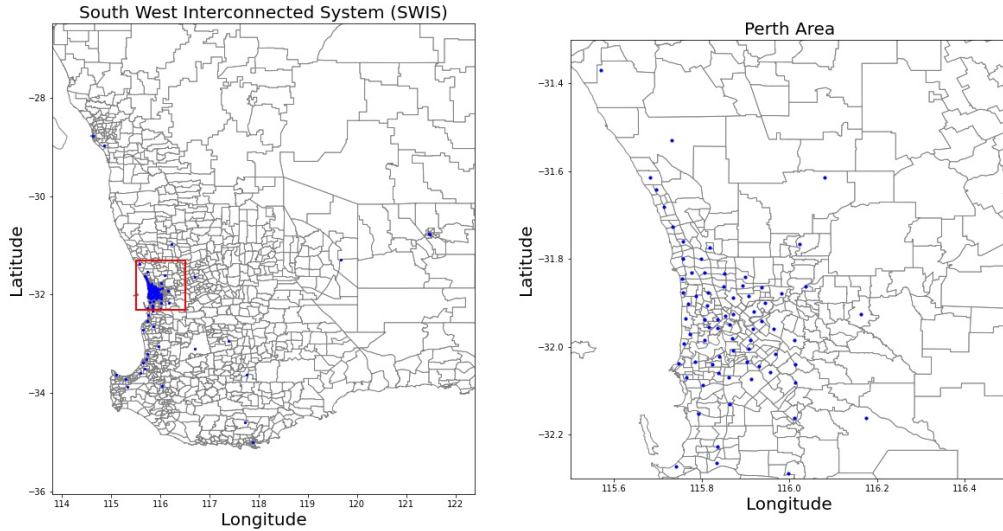 South West Interconnected System (SWIS)
Latitude
−28
−30
−32
−34
−36
114 115 116 117 118 119 120 121 122
Longitude
Perth Area
Latitude
−31.4
−31.6
−31.8
−32.0
−32.2
115.6 115.8 116.0 116.2 116.4
Longitude